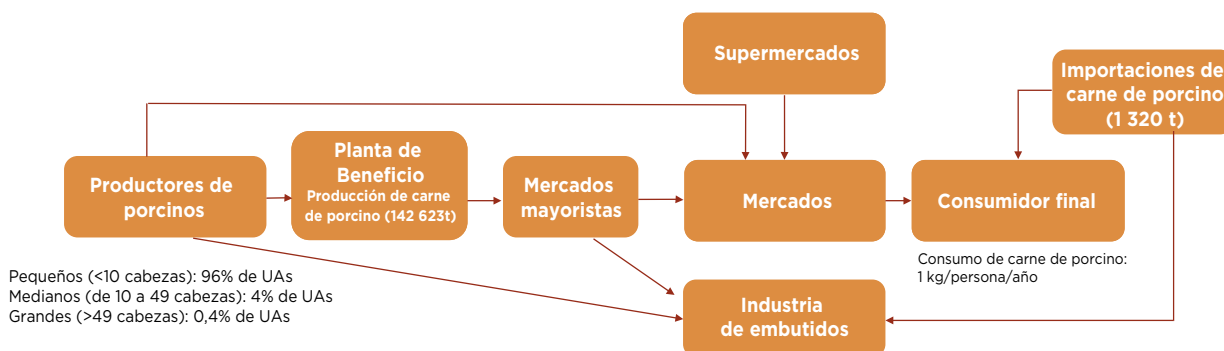 Supermercados
Importaciones de
carne de porcino
(1 320 t)
Productores de
porcinos
Planta de
Beneficio
Producción de carne
de porcino (142 623t)
Mercados
mayoristas
Mercados
Consumidor final
Pequeños (<10 cabezas): 96% de UAs
Medianos (de 10 a 49 cabezas): 4% de UAs
Grandes (>49 cabezas): 0,4% de UAs
Consumo de carne de porcino:
1 kg/persona/año
Industria
de embutidos